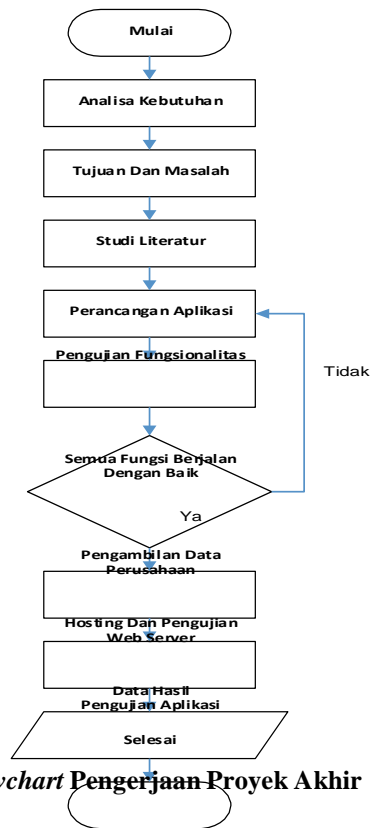 Mulai
Analisa Kebutuhan
Tujuan Dan Masalah
Studi Literatur
Perancangan Aplikasi
Pengujian Fungsionalitas
Tidak
Semua Fungsi Berjalan
Dengan Baik
Ya
Pengambilan Data
Perusahaan
Hosting Dan Pengujian
Web Server
Data Hasil
Pengujian Aplikasi
Selesai
Pengerjaan Proyek Akhir